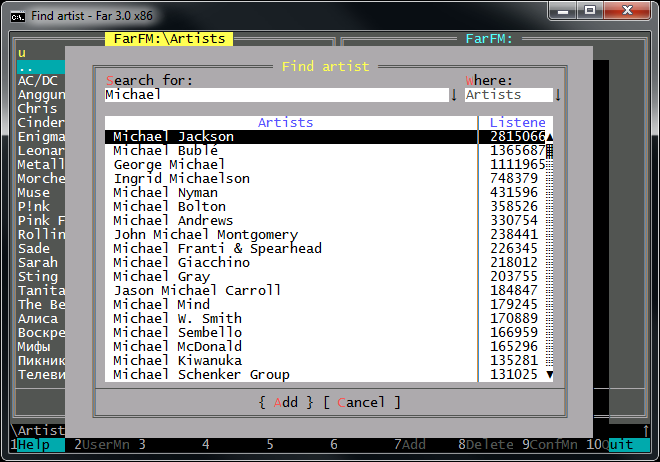 Find artist - Far 3.0 x86
FarFM:\Artists
FarFM:
u
..
AC/DC
Anggun
Chris
Cinder
Enigma
Leonar
Metall
Morche
Muse
P!nk
Pink F
Rollin
Sade
Sarah
Sting
Tanita
The Be
Алиса
Воскре
Мифы
Пикник
Телеви
Find artist
Search for: Where:
Michael ↓ Artists ↓
Artists Listene
Michael Jackson 2815066▲
Michael Bublé 1365687
George Michael 1111965
Ingrid Michaelson 748379
Michael Nyman 431596
Michael Bolton 358526
Michael Andrews 330754
John Michael Montgomery 238441
Michael Franti & Spearhead 226345
Michael Giacchino 218012
Michael Gray 203755
Jason Michael Carroll 184847
Michael Mind 179245
Michael W. Smith 170889
Michael Sembello 166959
Michael McDonald 165296
Michael Kiwanuka 135281
Michael Schenker Group 131025 ▼
{ Add } [ Cancel ]
\Artist ↑
1Help 2UserMn 3 4 5 6 7Add 8Delete 9ConfMn 10Quit